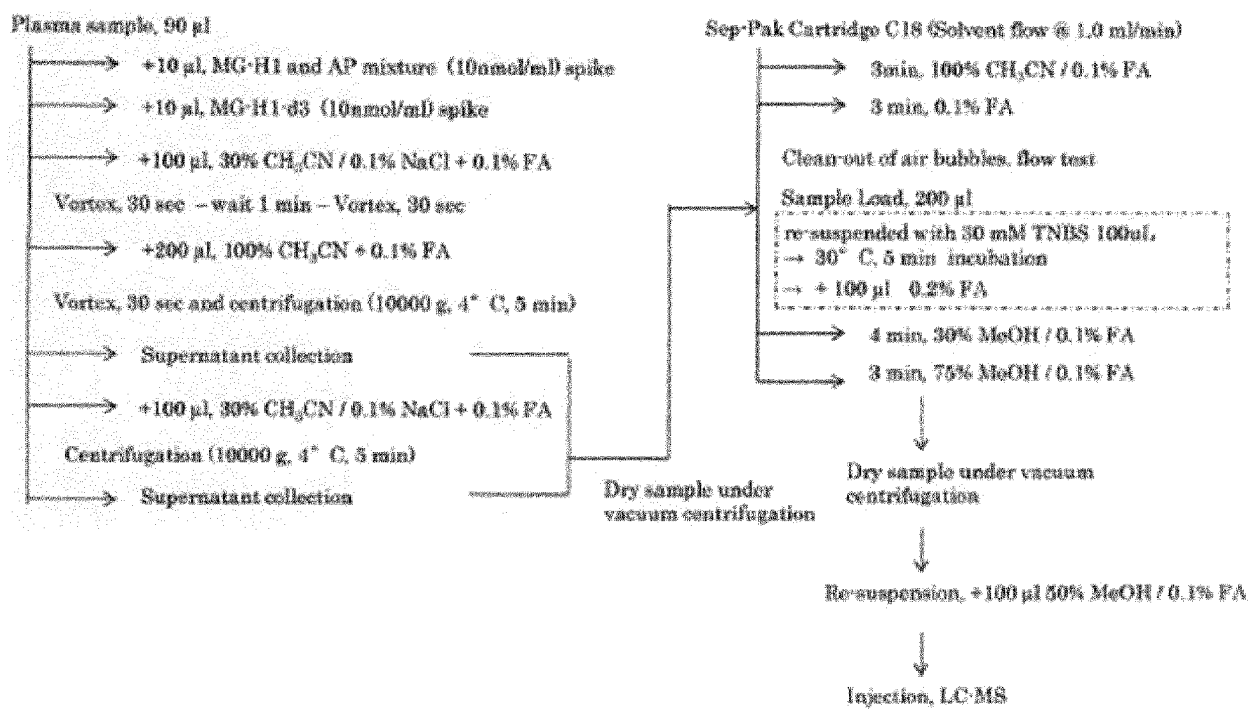 Plasma sample, 90 µl
+10 µl, MG-H1 and AP mixture (10nmol/ml) spike
+10 µl, MG-H1-d3 (10nmol/ml) spike
+100 µl, 30% CH₃CN / 0.1% NaCl + 0.1% FA
Vortex, 30 sec – wait 1 min – Vortex, 30 sec
+200 µl, 100% CH₃CN + 0.1% FA
Vortex, 30 sec and centrifugation (10000 g, 4° C, 5 min)
Supernatant collection
+100 µl, 30% CH₃CN / 0.1% NaCl + 0.1% FA
Centrifugation (10000 g, 4° C, 5 min)
Supernatant collection
Dry sample under
vacuum centrifugation
Sep-Pak Cartridge C18 (Solvent flow @ 1.0 ml/min)
3min, 100% CH₃CN / 0.1% FA
3 min, 0.1% FA
Clean-out of air bubbles, flow test
Sample Load, 200 µl
re-suspended with 30 mM TNBS 100uL,
→ 30° C, 5 min incubation
→ + 100 µl 0.2% FA
4 min, 30% MeOH / 0.1% FA
3 min, 75% MeOH / 0.1% FA
Dry sample under vacuum
centrifugation
Re-suspension, +100 µl 50% MeOH / 0.1% FA
Injection, LC-MS